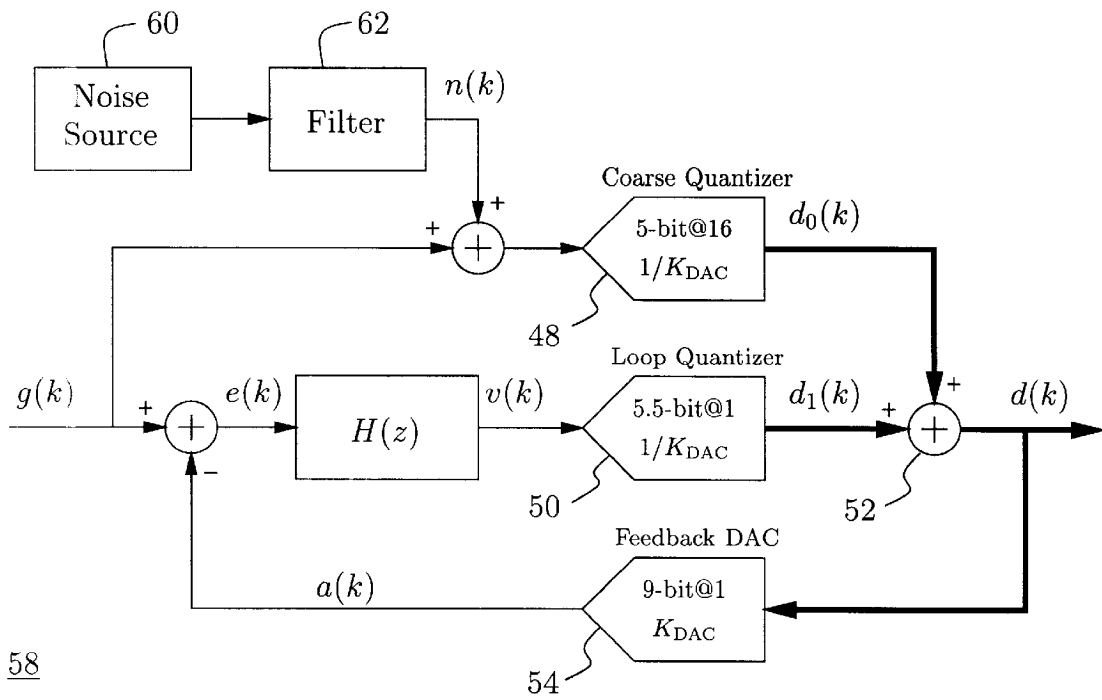 60
62
Noise
Source
Filter
n(k)
+
+
+
Coarse Quantizer
5-bit@16
1/K_DAC
d_0(k)
48
Loop Quantizer
g(k)
+
+
−
e(k)
H(z)
v(k)
5.5-bit@1
1/K_DAC
d_1(k)
+
+
+
d(k)
50
52
Feedback DAC
a(k)
9-bit@1
K_DAC
54
58